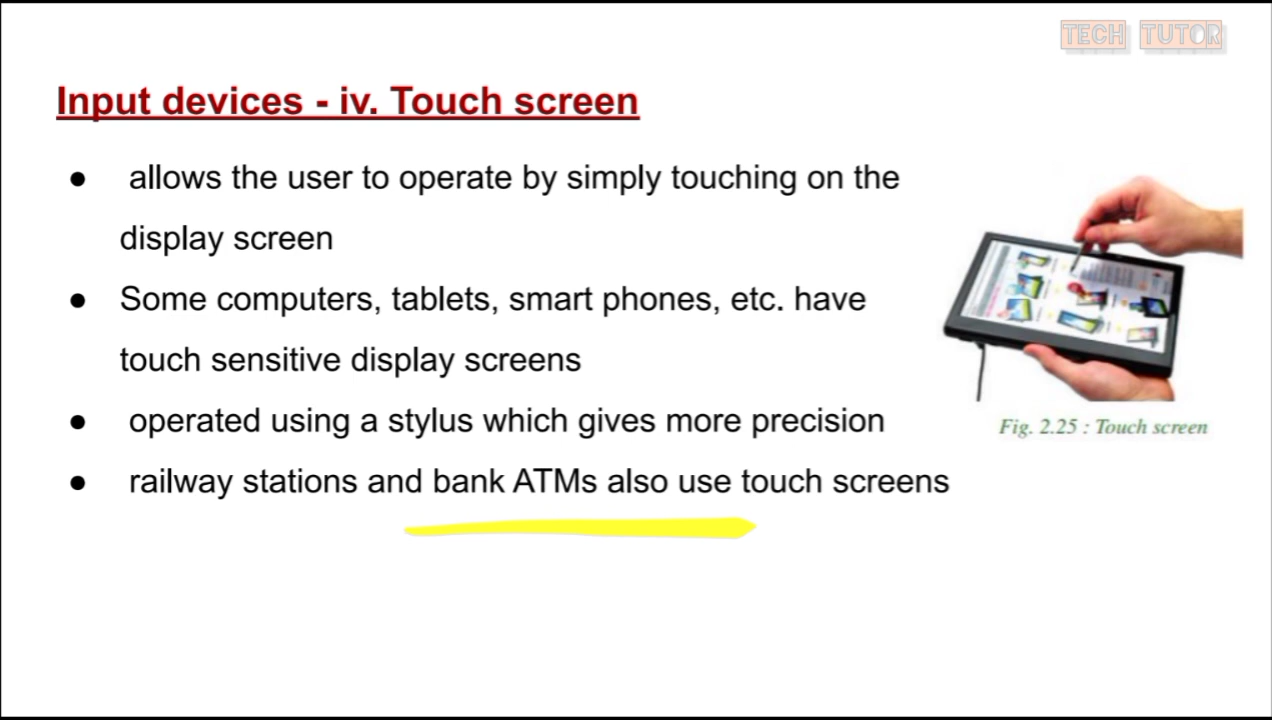 TECH TUTOR
Input devices - iv. Touch screen
● allows the user to operate by simply touching on the
display screen
● Some computers, tablets, smart phones, etc. have
touch sensitive display screens
● operated using a stylus which gives more precision
● railway stations and bank ATMs also use touch screens
Fig. 2.25 : Touch screen